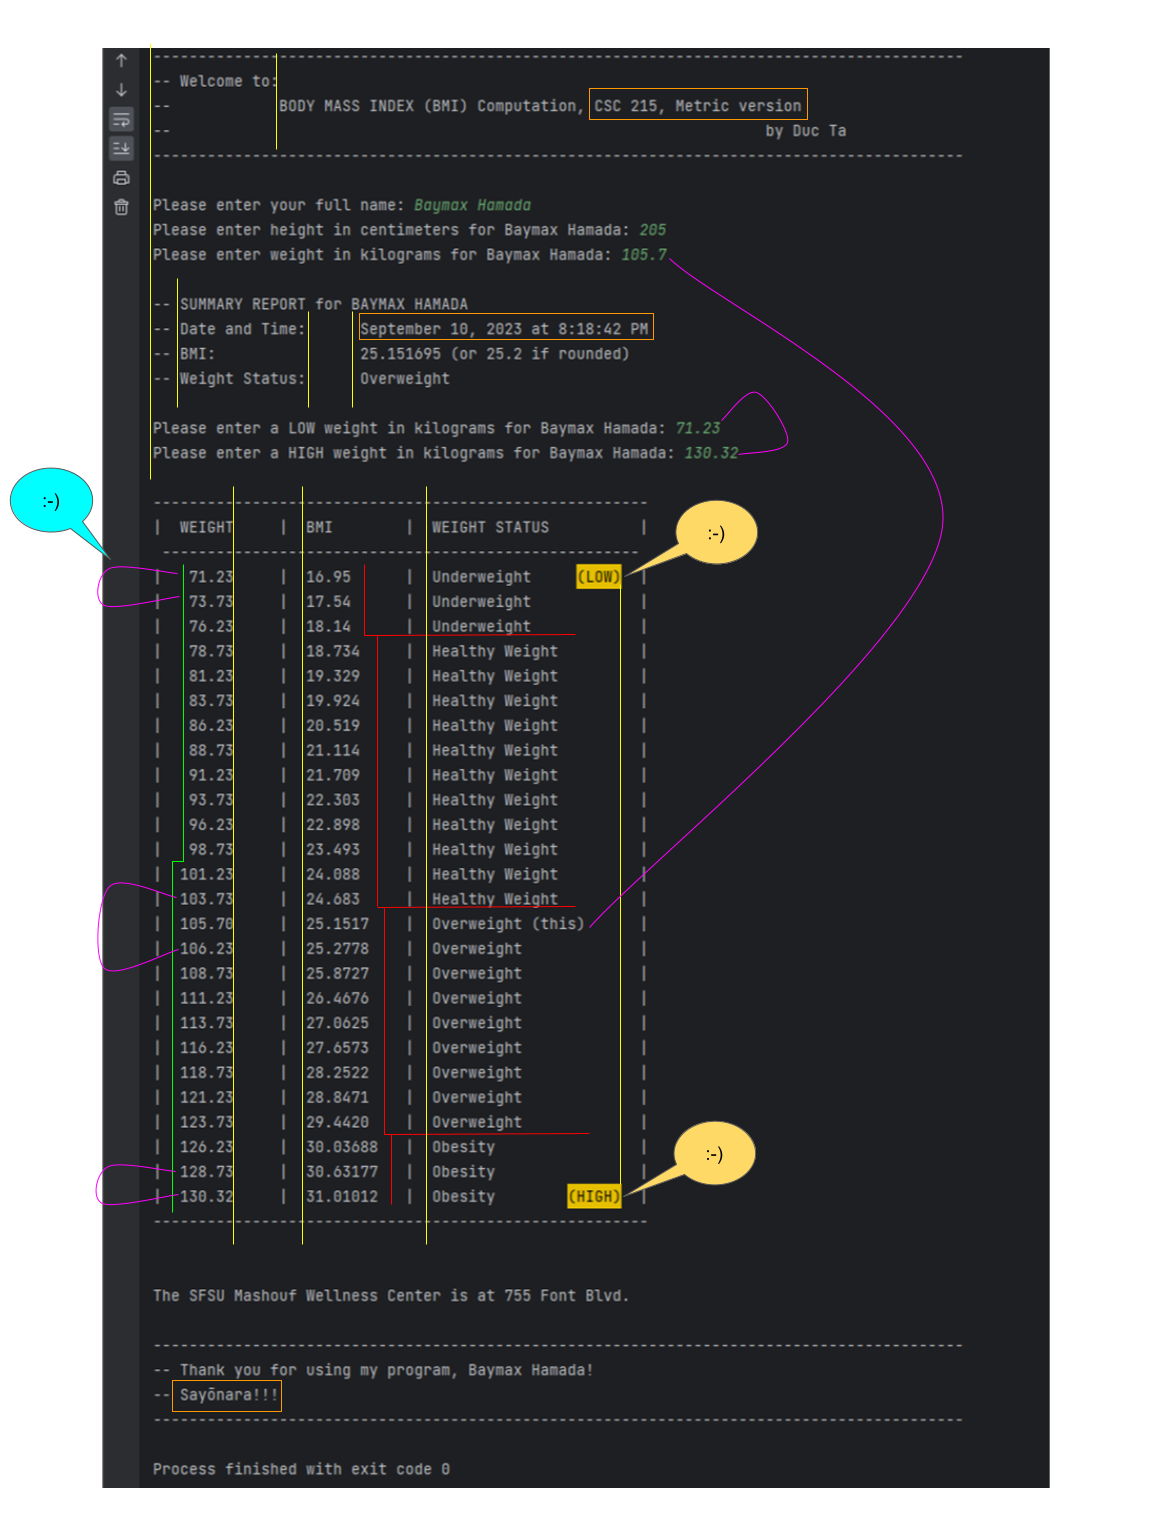 ------------------------------------------------------------------------------------------
-- Welcome to:
--            BODY MASS INDEX (BMI) Computation, CSC 215, Metric version
--                                                                  by Duc Ta
------------------------------------------------------------------------------------------
Please enter your full name: Baymax Hamada
Please enter height in centimeters for Baymax Hamada: 205
Please enter weight in kilograms for Baymax Hamada: 105.7
-- SUMMARY REPORT for BAYMAX HAMADA
-- Date and Time:      September 10, 2023 at 8:18:42 PM
-- BMI:                25.151695 (or 25.2 if rounded)
-- Weight Status:      Overweight
Please enter a LOW weight in kilograms for Baymax Hamada: 71.23
Please enter a HIGH weight in kilograms for Baymax Hamada: 130.32
:-)
-------------------------------------------------------
|  WEIGHT     |  BMI        |  WEIGHT STATUS          |
:-)
-----------------------------------------------------
|   71.23     |  16.95      |  Underweight     (LOW)  |
|   73.73     |  17.54      |  Underweight            |
|   76.23     |  18.14      |  Underweight            |
|   78.73     |  18.734     |  Healthy Weight         |
|   81.23     |  19.329     |  Healthy Weight         |
|   83.73     |  19.924     |  Healthy Weight         |
|   86.23     |  20.519     |  Healthy Weight         |
|   88.73     |  21.114     |  Healthy Weight         |
|   91.23     |  21.709     |  Healthy Weight         |
|   93.73     |  22.303     |  Healthy Weight         |
|   96.23     |  22.898     |  Healthy Weight         |
|   98.73     |  23.493     |  Healthy Weight         |
|  101.23     |  24.088     |  Healthy Weight         |
|  103.73     |  24.683     |  Healthy Weight         |
|  105.70     |  25.1517    |  Overweight (this)      |
|  106.23     |  25.2778    |  Overweight             |
|  108.73     |  25.8727    |  Overweight             |
|  111.23     |  26.4676    |  Overweight             |
|  113.73     |  27.0625    |  Overweight             |
|  116.23     |  27.6573    |  Overweight             |
|  118.73     |  28.2522    |  Overweight             |
|  121.23     |  28.8471    |  Overweight             |
|  123.73     |  29.4420    |  Overweight             |
|  126.23     |  30.03688   |  Obesity                |
:-)
|  128.73     |  30.63177   |  Obesity                |
|  130.32     |  31.01012   |  Obesity        (HIGH)  |
-------------------------------------------------------
The SFSU Mashouf Wellness Center is at 755 Font Blvd.
------------------------------------------------------------------------------------------
-- Thank you for using my program, Baymax Hamada!
-- Sayōnara!!!
------------------------------------------------------------------------------------------
Process finished with exit code 0